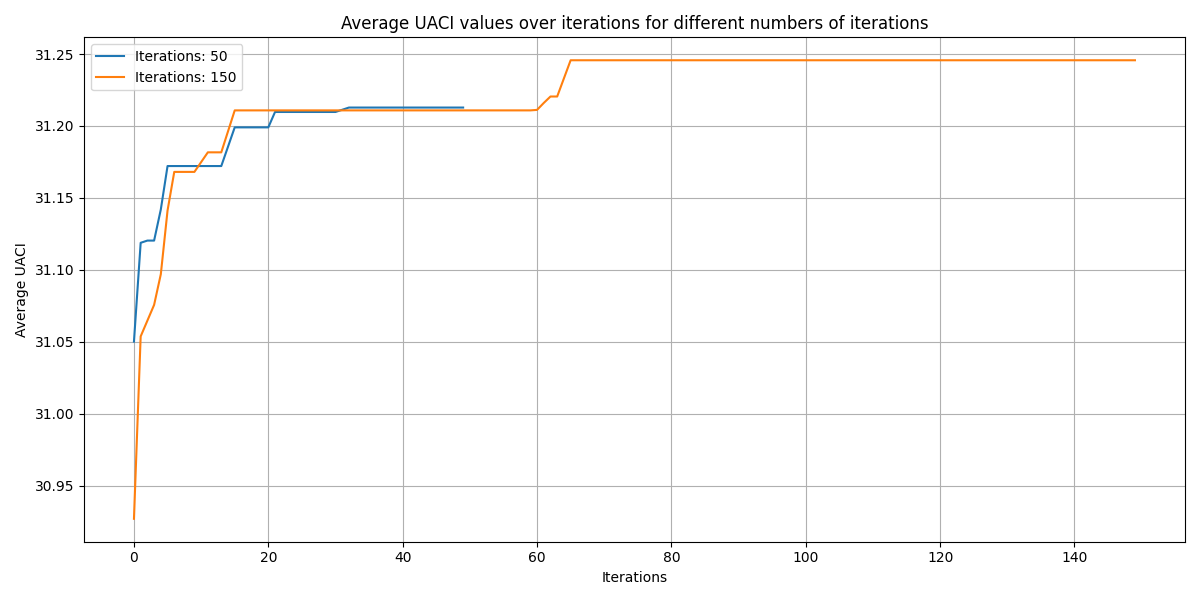 Average UACI values over iterations for different numbers of iterations
Iterations: 50
Iterations: 150
Average UACI
31.25
31.20
31.15
31.10
31.05
31.00
30.95
0 20 40 60 80 100 120 140
Iterations